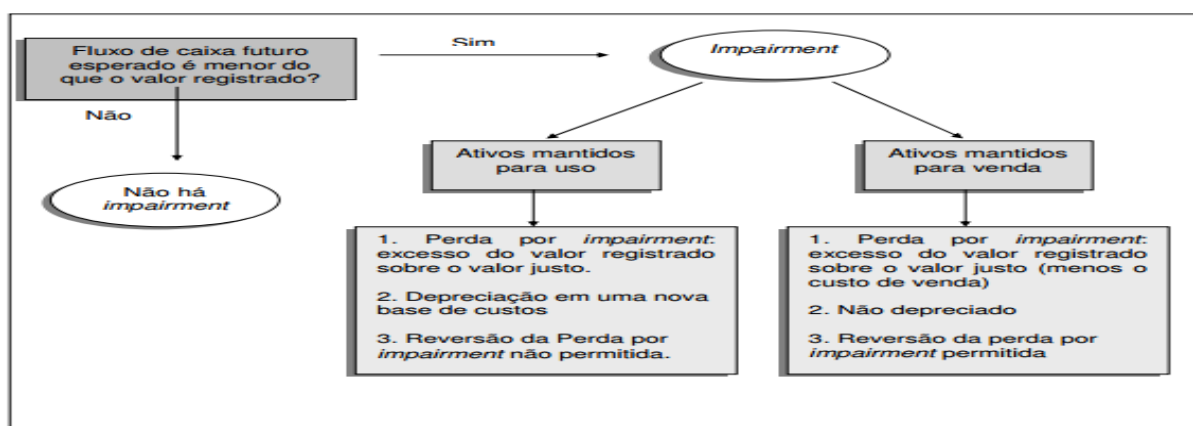 Fluxo de caixa futuro
esperado é menor do
que o valor registrado?
Sim
Impairment
Não
Não há
impairment
Ativos mantidos
para uso
Ativos mantidos
para venda
1. Perda por impairment:
excesso do valor registrado
sobre o valor justo.
2. Depreciação em uma nova
base de custos
3. Reversão da Perda por
impairment não permitida.
1. Perda por impairment:
excesso do valor registrado
sobre o valor justo (menos o
custo de venda)
2. Não depreciado
3. Reversão da perda por
impairment permitida